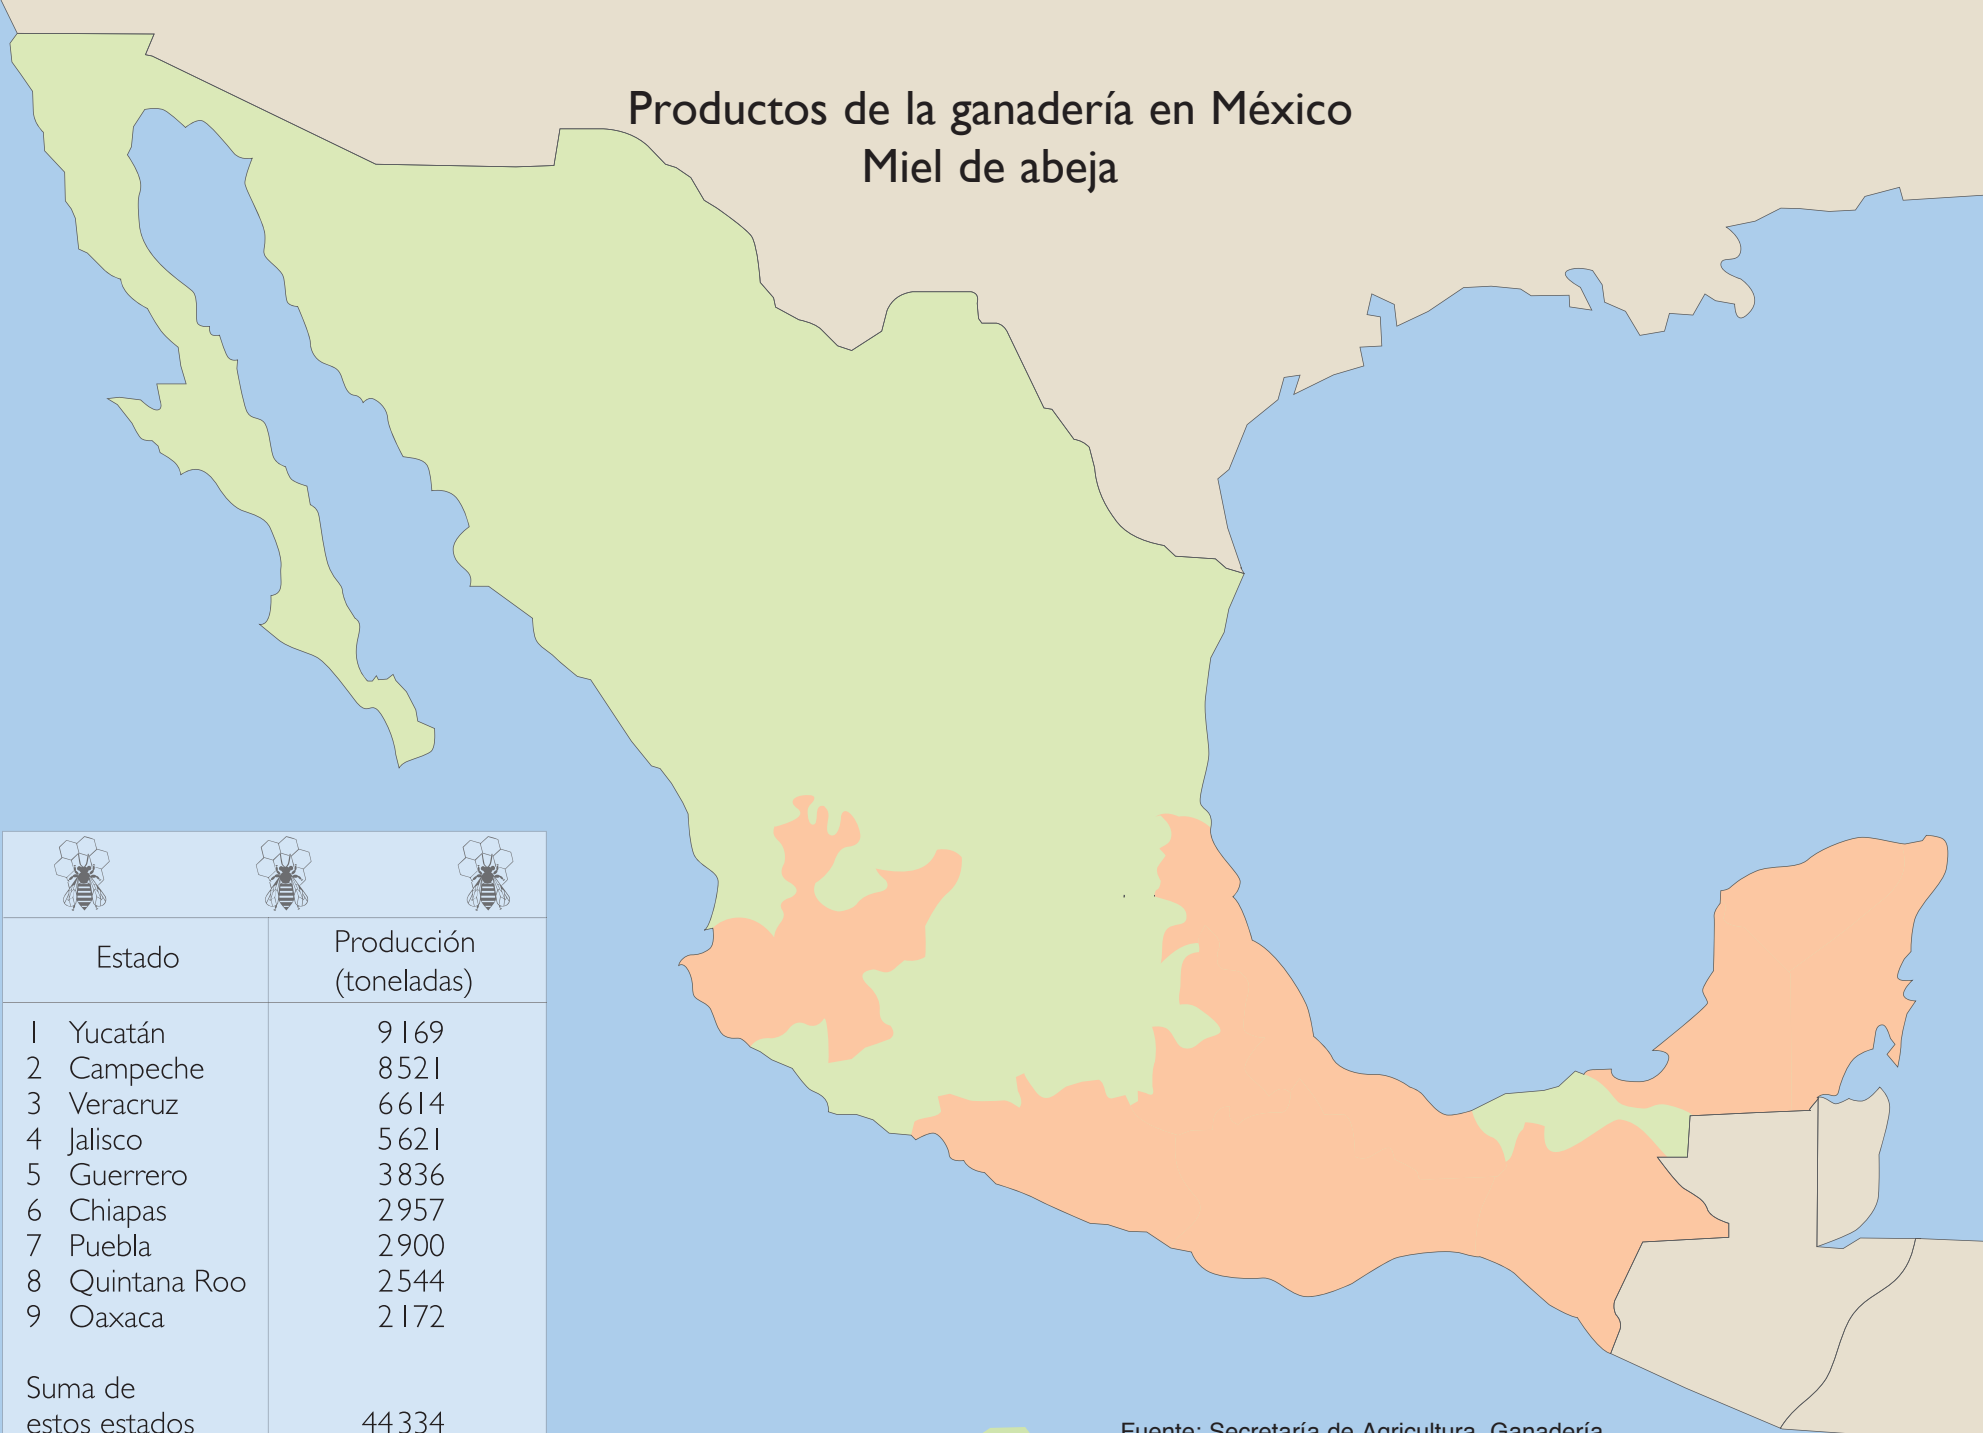 Productos de la ganadería en México
Miel de abeja
Estado Producción
(toneladas)
1 Yucatán 9 169
2 Campeche 8 521
3 Veracruz 6 614
4 Jalisco 5 621
5 Guerrero 3 836
6 Chiapas 2 957
7 Puebla 2 900
8 Quintana Roo 2 544
9 Oaxaca 2 172
Suma de
estos estados 44 334
Fuente: Secretaría de Agricultura, Ganadería